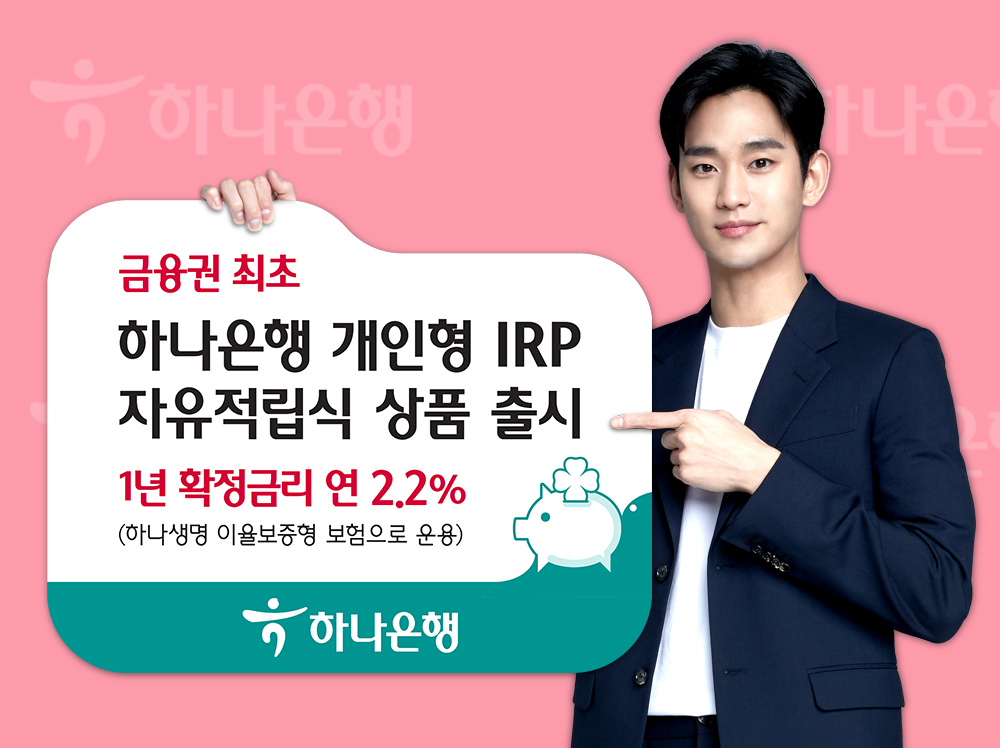 하나은행
하나은행
금융권 최초
하나은행 개인형 IRP
자유적립식 상품 출시
1년 확정금리 연 2.2%
(하나생명 이율보증형 보험으로 운용)
하나은행